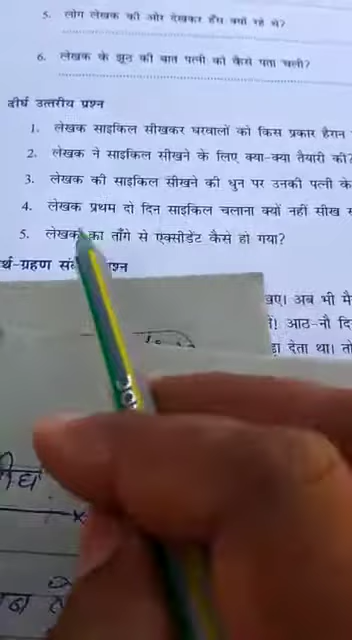 5. लोग लेखक की ओर देखकर हँस क्यों रहे थे?
6. लेखक के झूठ की बात पत्नी को कैसे पता चली?
दीर्घ उत्तरीय प्रश्न
1. लेखक साइकिल सीखकर घरवालों को किस प्रकार हैरान
2. लेखक ने साइकिल सीखने के लिए क्या-क्या तैयारी की?
3. लेखक की साइकिल सीखने की धुन पर उनकी पत्नी के
4. लेखक प्रथम दो दिन साइकिल चलाना क्यों नहीं सीख
5. लेखक का ताँगे से एक्सीडेंट कैसे हो गया?
र्थ-ग्रहण सं श्न
खए। अब भी मै
आठ-नौ दि
ड़ा देता था। तो